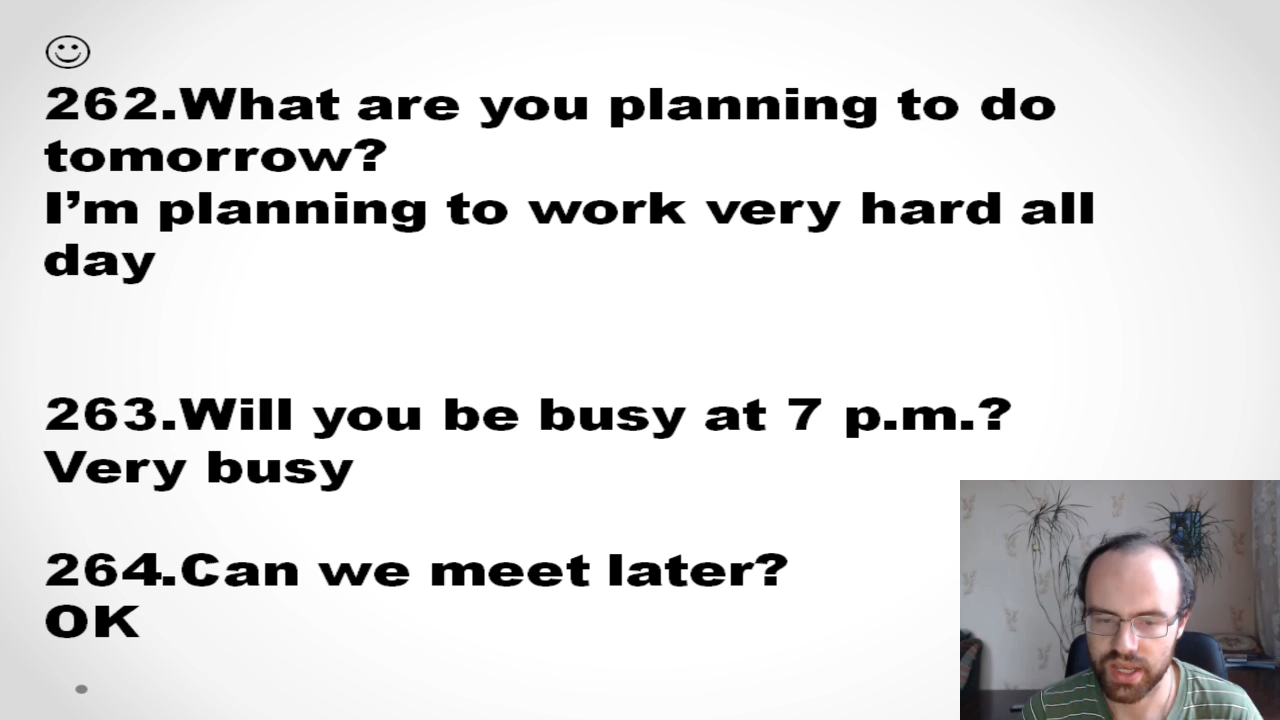 262.What are you planning to do
tomorrow?
I’m planning to work very hard all
day
263.Will you be busy at 7 p.m.?
Very busy
264.Can we meet later?
OK